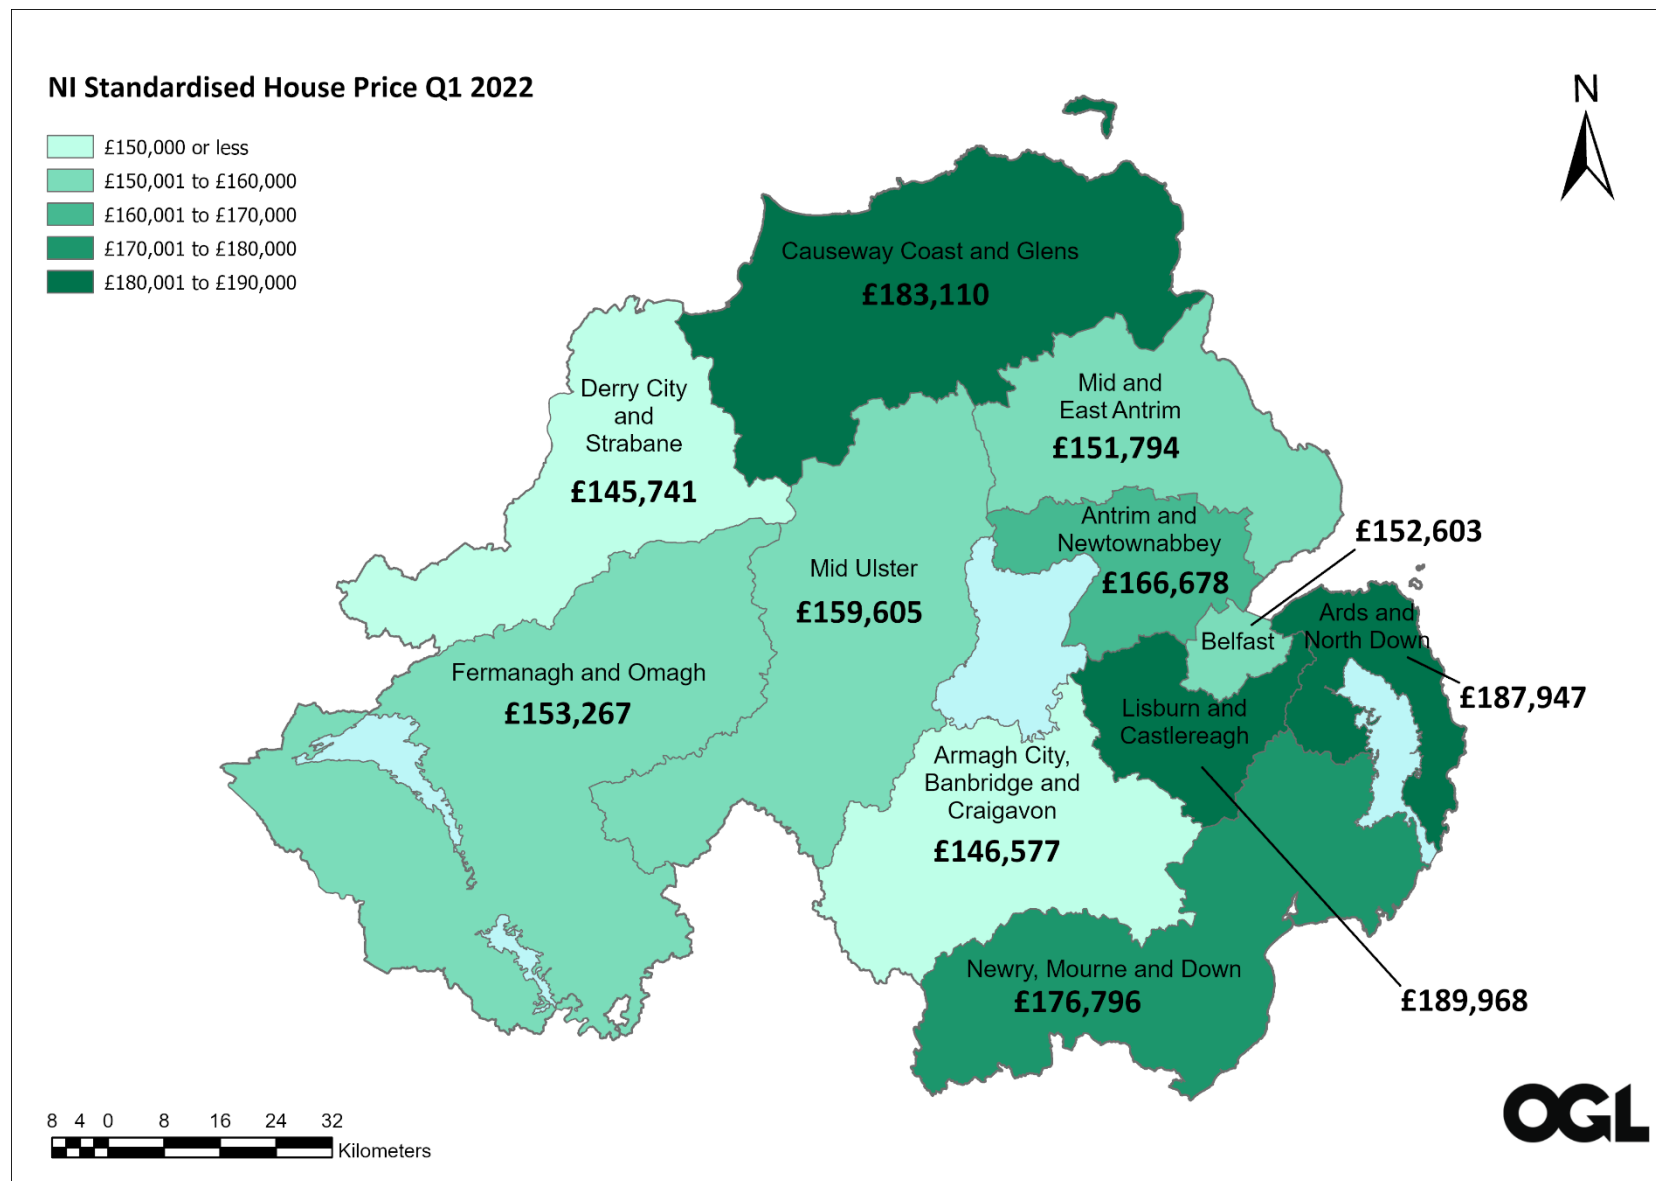 NI Standardised House Price Q1 2022
£150,000 or less
£150,001 to £160,000
£160,001 to £170,000
£170,001 to £180,000
£180,001 to £190,000
N
Causeway Coast and Glens
£183,110
Derry City
and
Strabane
£145,741
Mid and
East Antrim
£151,794
Antrim and
Newtownabbey
£166,678
£152,603
Belfast
Ards and
North Down
£187,947
Mid Ulster
£159,605
Fermanagh and Omagh
£153,267
Lisburn and
Castlereagh
£189,968
Armagh City,
Banbridge and
Craigavon
£146,577
Newry, Mourne and Down
£176,796
8 4 0 8 16 24 32
Kilometers
OGL